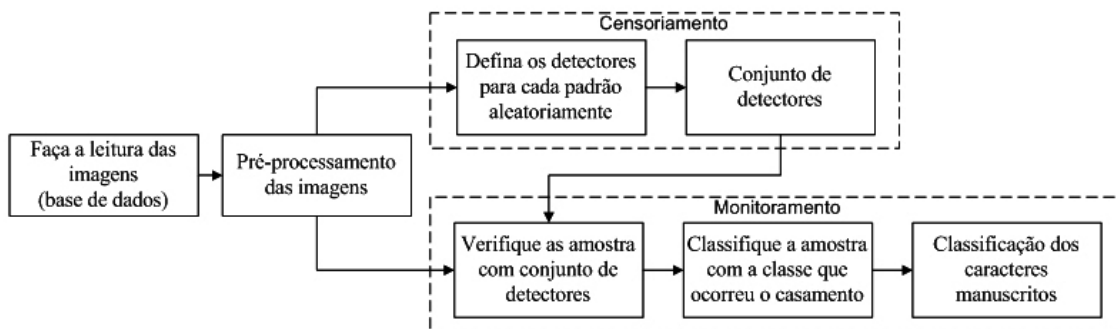 Censoriamento
Defina os detectores
para cada padrão
aleatoriamente
Conjunto de
detectores
Faça a leitura das
imagens
(base de dados)
Pré-processamento
das imagens
Monitoramento
Verifique as amostra
com conjunto de
detectores
Classifique a amostra
com a classe que
ocorreu o casamento
Classificação dos
caracteres
manuscritos